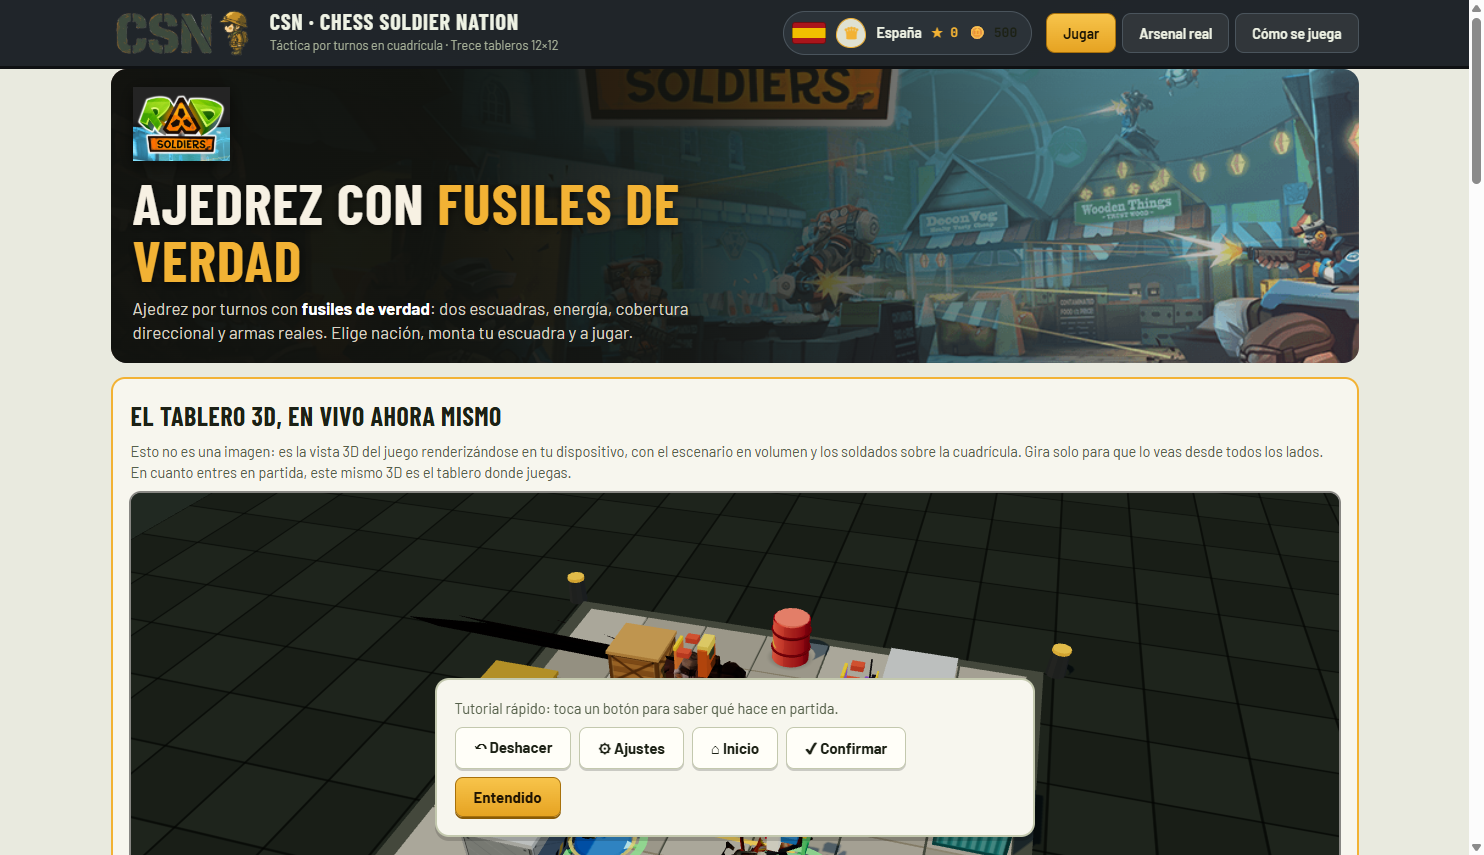 CSN
CSN · CHESS SOLDIER NATION
Táctica por turnos en cuadrícula · Trece tableros 12×12
España ★ 0 500
Jugar
Arsenal real
Cómo se juega
SOLDIERS
RAD
SOLDIERS
DeconVeg
Wooden Things
TRUST WOOD
AJEDREZ CON FUSILES DE
VERDAD
Ajedrez por turnos con fusiles de verdad: dos escuadras, energía, cobertura
direccional y armas reales. Elige nación, monta tu escuadra y a jugar.
CONTAMINATED
EL TABLERO 3D, EN VIVO AHORA MISMO
Esto no es una imagen: es la vista 3D del juego renderizándose en tu dispositivo, con el escenario en volumen y los soldados sobre la cuadrícula. Gira solo para que lo veas desde todos los lados.
En cuanto entres en partida, este mismo 3D es el tablero donde juegas.
Tutorial rápido: toca un botón para saber qué hace en partida.
↶ Deshacer
⚙ Ajustes
⌂ Inicio
✓ Confirmar
Entendido